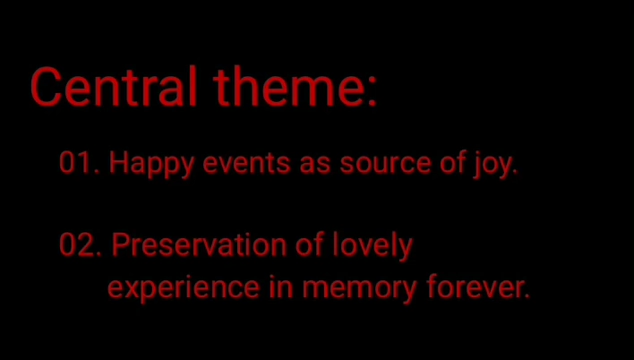 Central theme:
01. Happy events as source of joy.
02. Preservation of lovely
experience in memory forever.